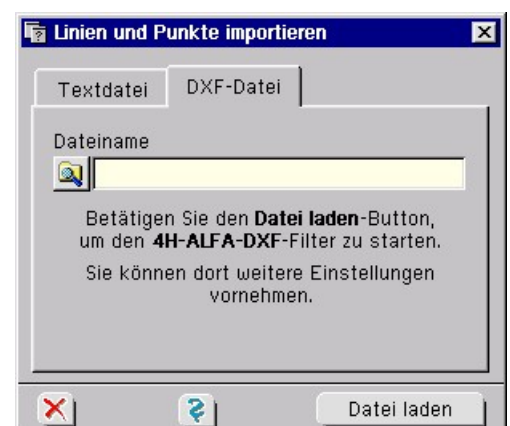 Linien und Punkte importieren
Textdatei DXF-Datei
Dateiname
Betätigen Sie den Datei laden-Button,
um den 4H-ALFA-DXF-Filter zu starten.
Sie können dort weitere Einstellungen
vornehmen.
Datei laden